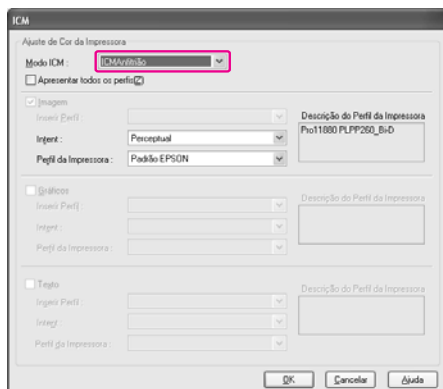 ICM
Ajuste de Cor da Impressora
Modo ICM : ICMAnfitrião
Apresentar todos os perfis(Z)
Imagem
Inserir Perfil :
Descrição do Perfil da Impressora
Intent : Perceptual
Pro11880 PLPP260_Bi-D
Perfil da Impressora : Padrão EPSON
Gráficos
Inserir Perfil :
Descrição do Perfil da Impressora
Intent :
Perfil da Impressora :
Texto
Inserir Perfil :
Descrição do Perfil da Impressora
Intent :
Perfil da Impressora :
OK Cancelar Ajuda